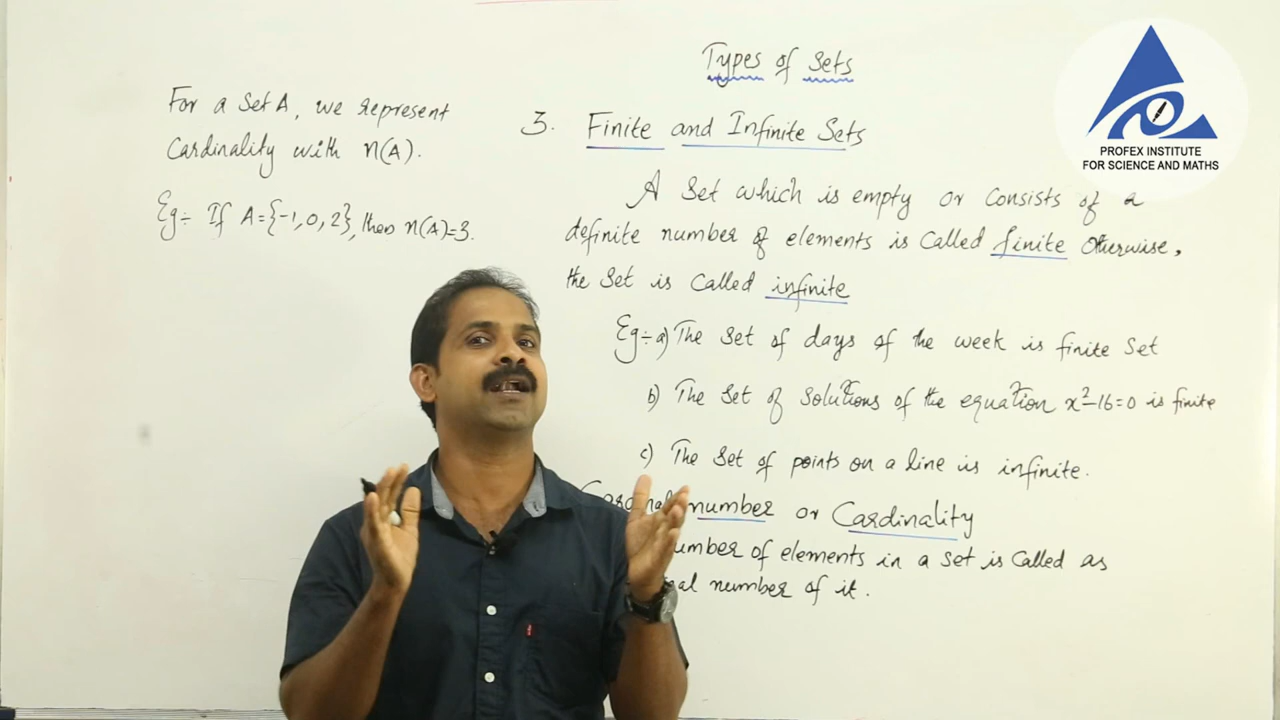 Types of Sets
For a Set A, we represent
Cardinality with n(A).
Eg:- If A={-1, 0, 2}, then n(A)=3.
3. Finite and Infinite Sets
A Set which is empty or consists of a
definite number of elements is Called finite otherwise,
the Set is Called infinite
Eg:- a) The Set of days of the week is finite Set
b) The Set of Solutions of the equation x²-16=0 is finite
c) The Set of points on a line is infinite.
number or Cardinality
of elements in a Set is Called as
number of it.
PROFEX INSTITUTE
FOR SCIENCE AND MATHS